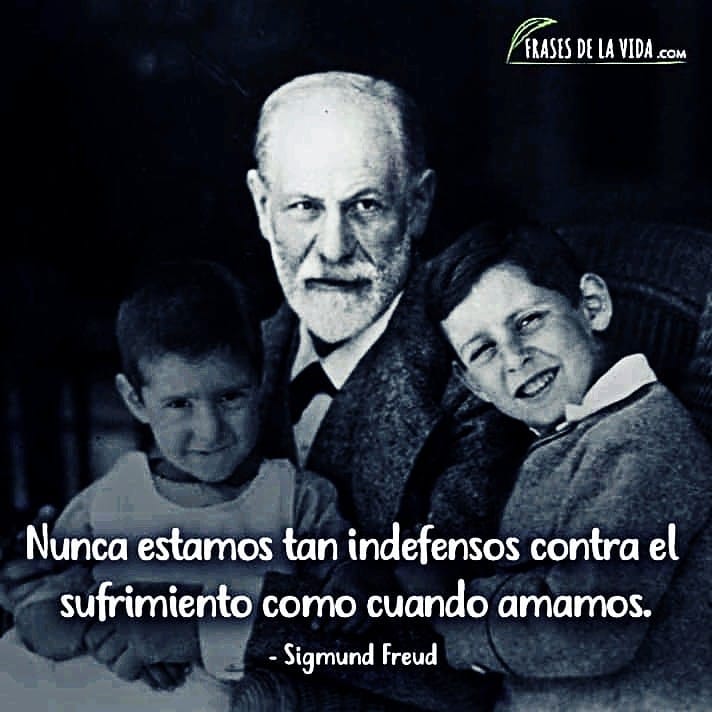 FRASES DE LA VIDA.COM
Nunca estamos tan indefensos contra el
sufrimiento como cuando amamos.
- Sigmund Freud